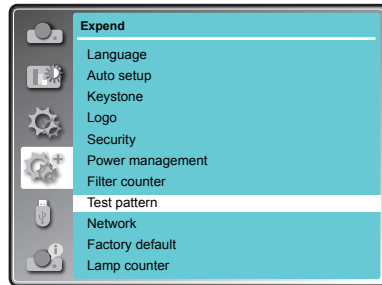 Expend
Language
Auto setup
Keystone
Logo
Security
Power management
Filter counter
Test pattern
Network
Factory default
Lamp counter